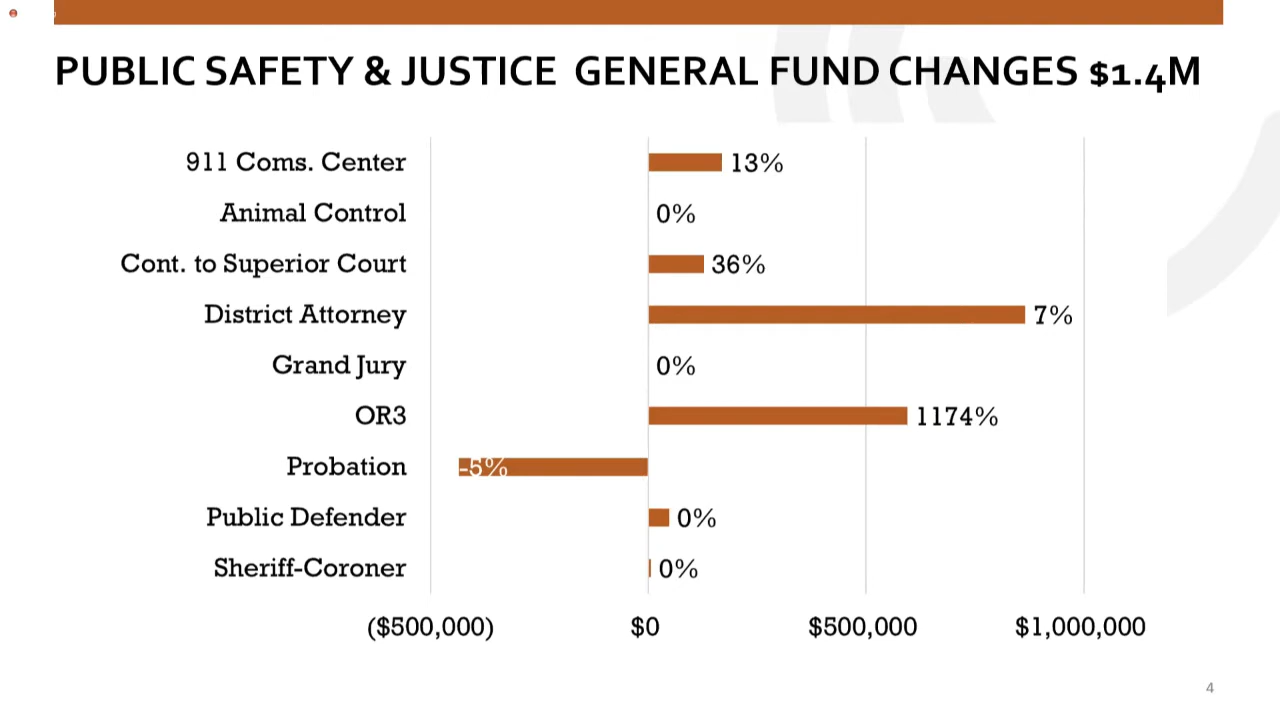 PUBLIC SAFETY & JUSTICE GENERAL FUND CHANGES $1.4M
911 Coms. Center 13%
Animal Control 0%
Cont. to Superior Court 36%
District Attorney 7%
Grand Jury 0%
OR3 1174%
Probation -5%
Public Defender 0%
Sheriff-Coroner 0%
($500,000) $0 $500,000 $1,000,000
4